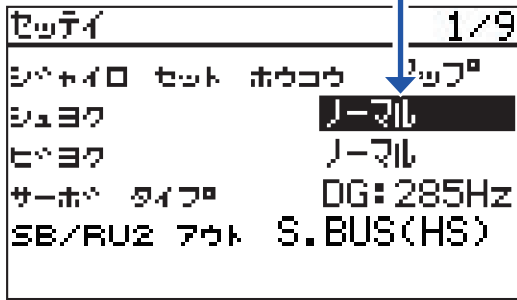 セッテイ 1/9
ジャイロ セット ホウコウ アップ
シュヨク ノーマル
ビヨク ノーマル
サーボ タイプ DG:285Hz
SB/RU2 アウト S.BUS(HS)